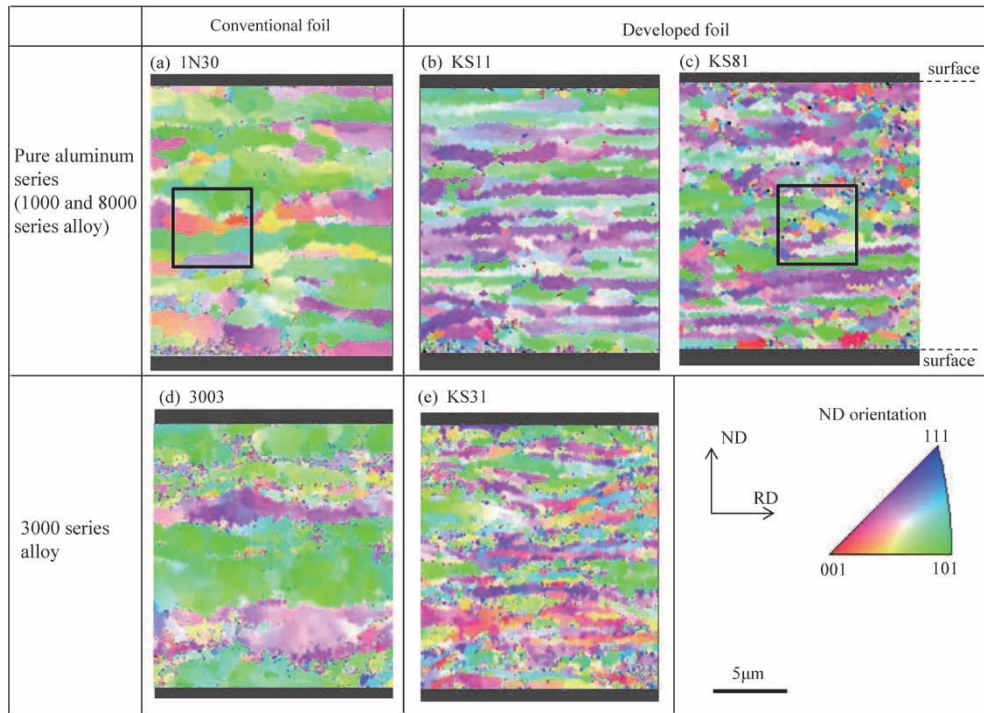 Conventional foil
Developed foil
Pure aluminum
series
(1000 and 8000
series alloy)
(a) 1N30
(b) KS11
(c) KS81
surface
surface
3000 series
alloy
(d) 3003
(e) KS31
ND
RD
ND orientation
111
001
101
5μm